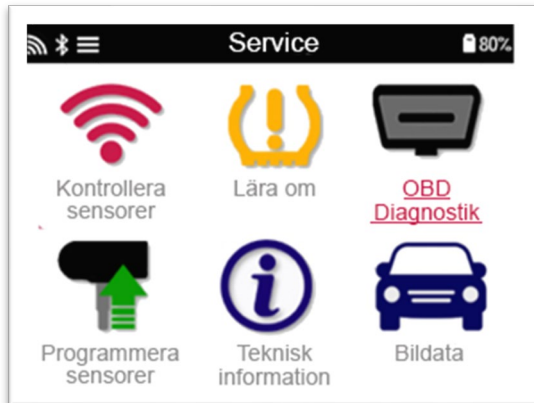 Service
80%
Kontrollera
sensorer
Lära om
OBD
Diagnostik
Programmera
sensorer
Teknisk
information
Bildata